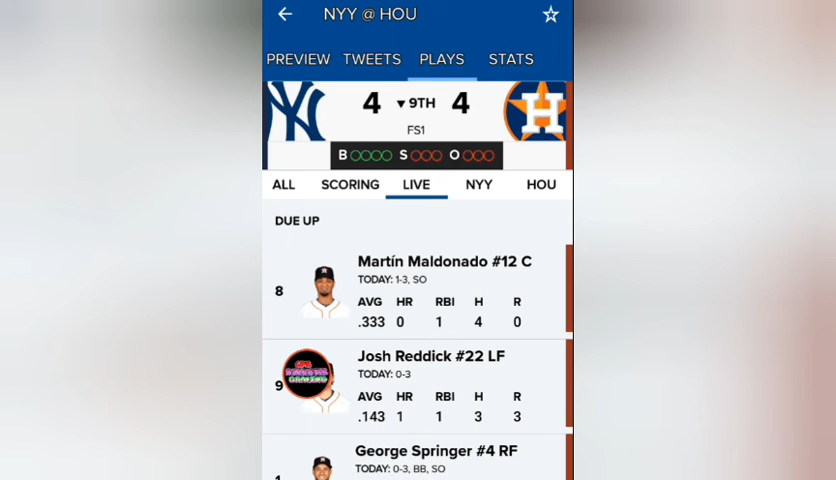 NYY @ HOU
PREVIEW TWEETS PLAYS STATS
4 ▼ 9TH 4
FS1
B S O
ALL SCORING LIVE NYY HOU
DUE UP
8
Martín Maldonado #12 C
TODAY: 1-3, SO
AVG HR RBI H R
.333 0 1 4 0
9
Josh Reddick #22 LF
TODAY: 0-3
AVG HR RBI H R
.143 1 1 3 3
George Springer #4 RF
TODAY: 0-3, BB, SO